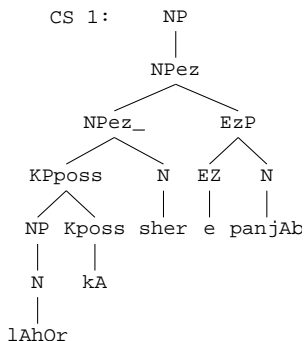 CS 1: NP
NPez
NPez_ EzP
KPposs N EZ N
NP Kposs sher e panjAb
N kA
lAhOr